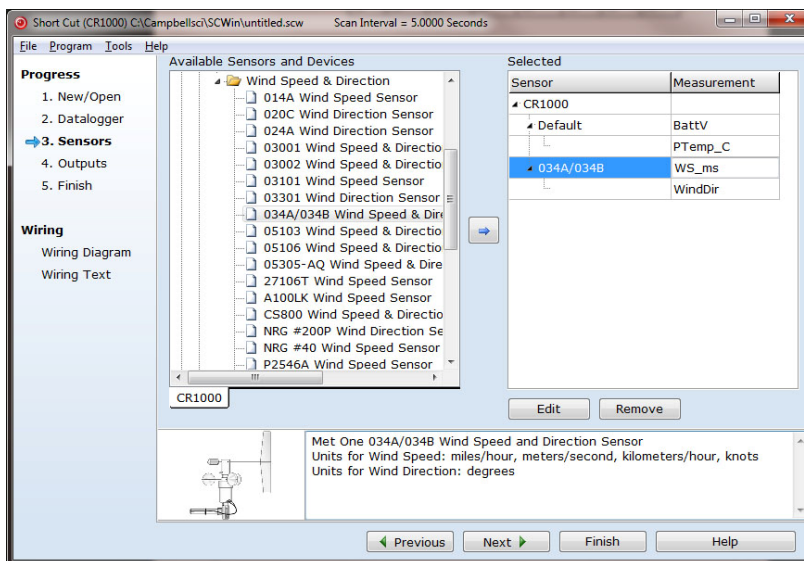 Short Cut (CR1000) C:\Campbellsci\SCWin\untitled.scw Scan Interval = 5.0000 Seconds
File Program Tools Help
Progress
1. New/Open
2. Datalogger
3. Sensors
4. Outputs
5. Finish
Wiring
Wiring Diagram
Wiring Text
Available Sensors and Devices
Wind Speed & Direction
014A Wind Speed Sensor
020C Wind Direction Sensor
024A Wind Direction Sensor
03001 Wind Speed & Directio
03002 Wind Speed & Directio
03101 Wind Speed Sensor
03301 Wind Direction Sensor
034A/034B Wind Speed & Dire
05103 Wind Speed & Directio
05106 Wind Speed & Directio
05305-AQ Wind Speed & Dire
27106T Wind Speed Sensor
A100LK Wind Speed Sensor
CS800 Wind Speed & Directio
NRG #200P Wind Direction Se
NRG #40 Wind Speed Sensor
P2546A Wind Speed Sensor
CR1000
Selected
Sensor Measurement
CR1000
Default BattV
PTemp_C
034A/034B WS_ms
WindDir
Edit Remove
Met One 034A/034B Wind Speed and Direction Sensor
Units for Wind Speed: miles/hour, meters/second, kilometers/hour, knots
Units for Wind Direction: degrees
Previous Next Finish Help